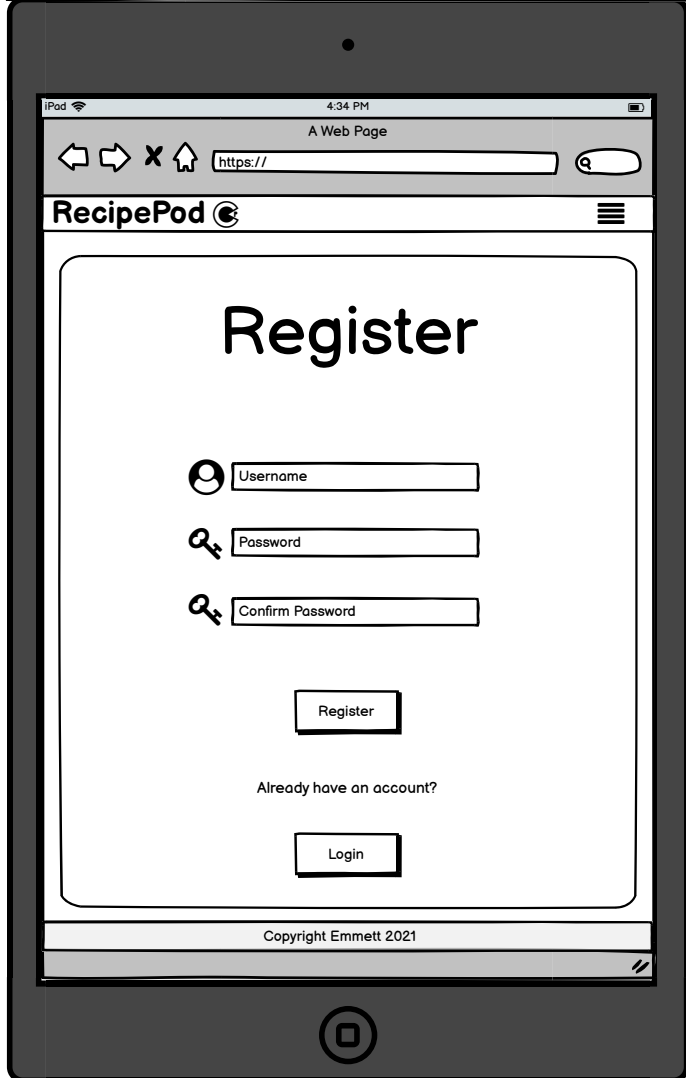 iPad
4:34 PM
A Web Page
https://
RecipePod
Register
Username
Password
Confirm Password
Register
Already have an account?
Login
Copyright Emmett 2021